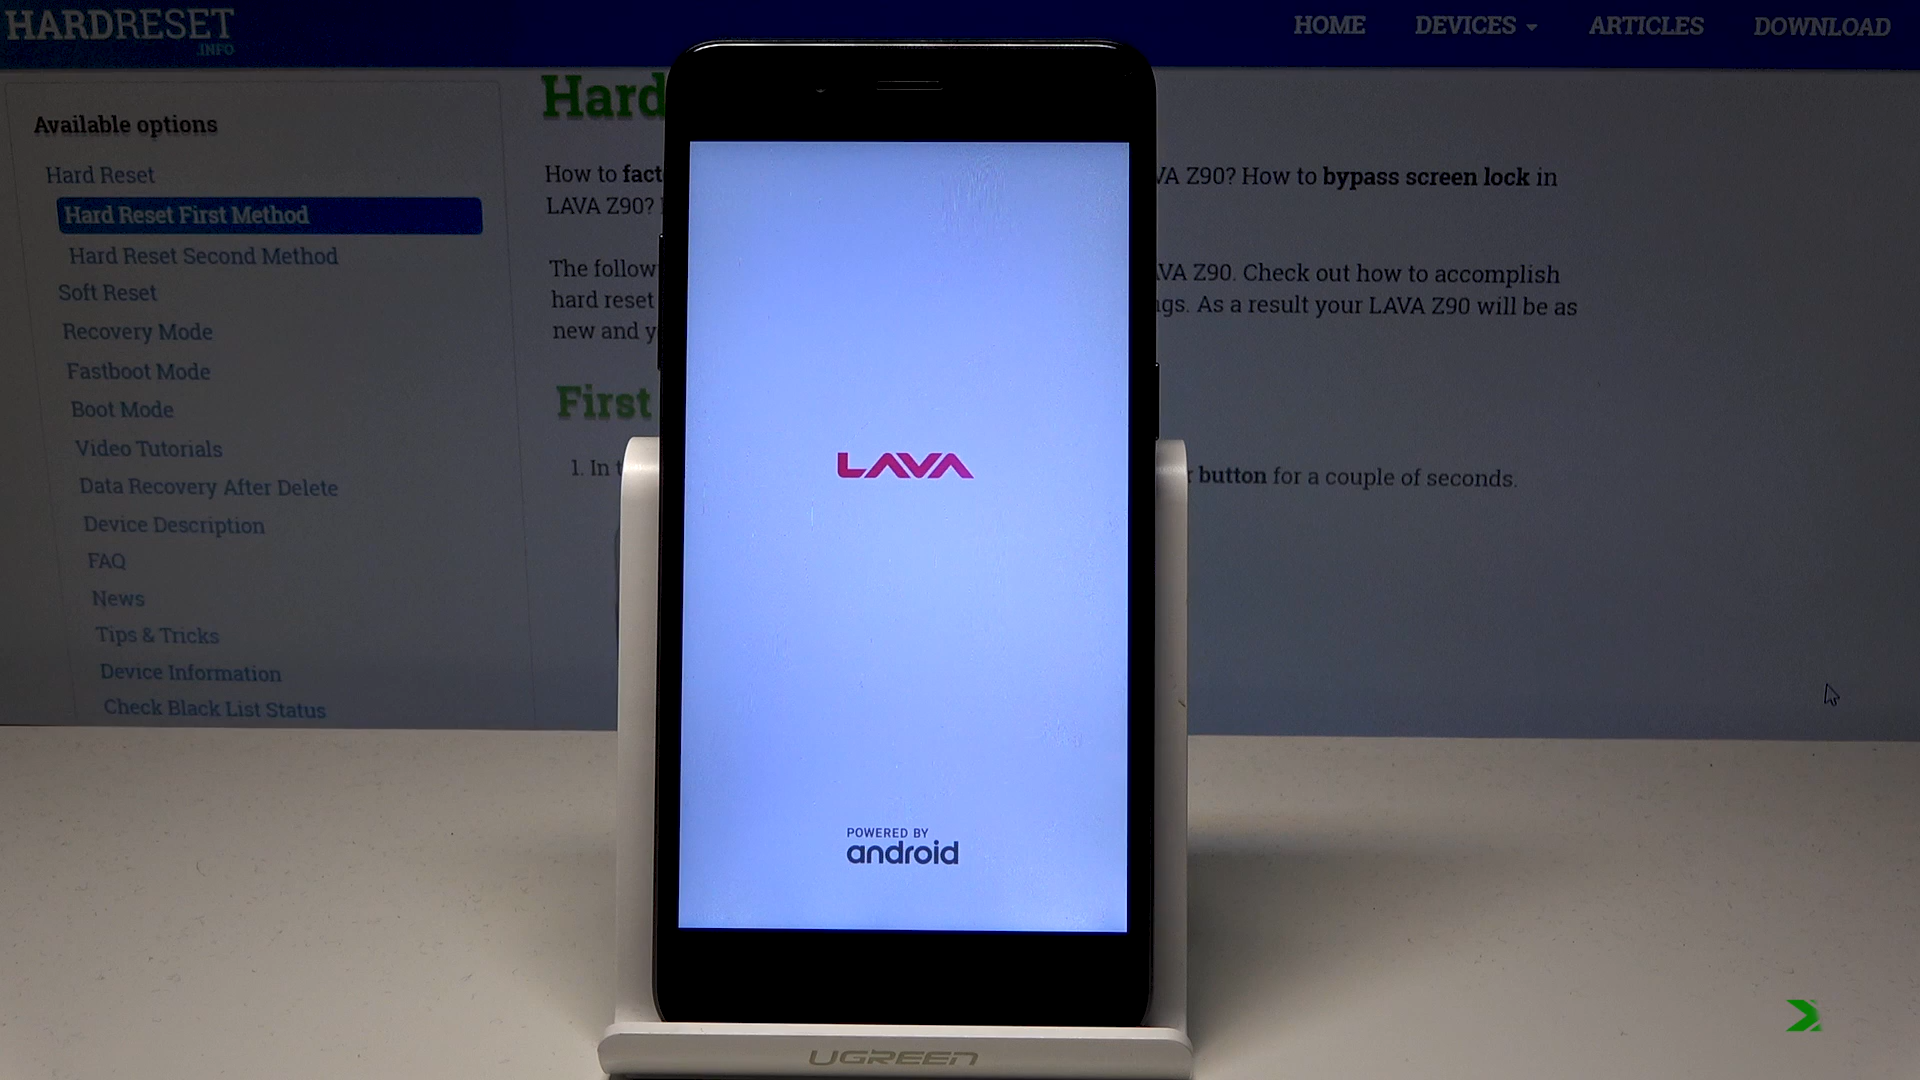 HARDRESET
.INFO
HOME DEVICES ARTICLES DOWNLOAD
Available options
Hard Reset
Hard Reset First Method
Hard Reset Second Method
Soft Reset
Recovery Mode
Fastboot Mode
Boot Mode
Video Tutorials
Data Recovery After Delete
Device Description
FAQ
News
Tips & Tricks
Device Information
Check Black List Status
Hard
How to fact VA Z90? How to bypass screen lock in
LAVA Z90?
The follow VA Z90. Check out how to accomplish
hard reset gs. As a result your LAVA Z90 will be as
new and y
First
1. In t button for a couple of seconds.
LAVA
POWERED BY
android
UGREEN